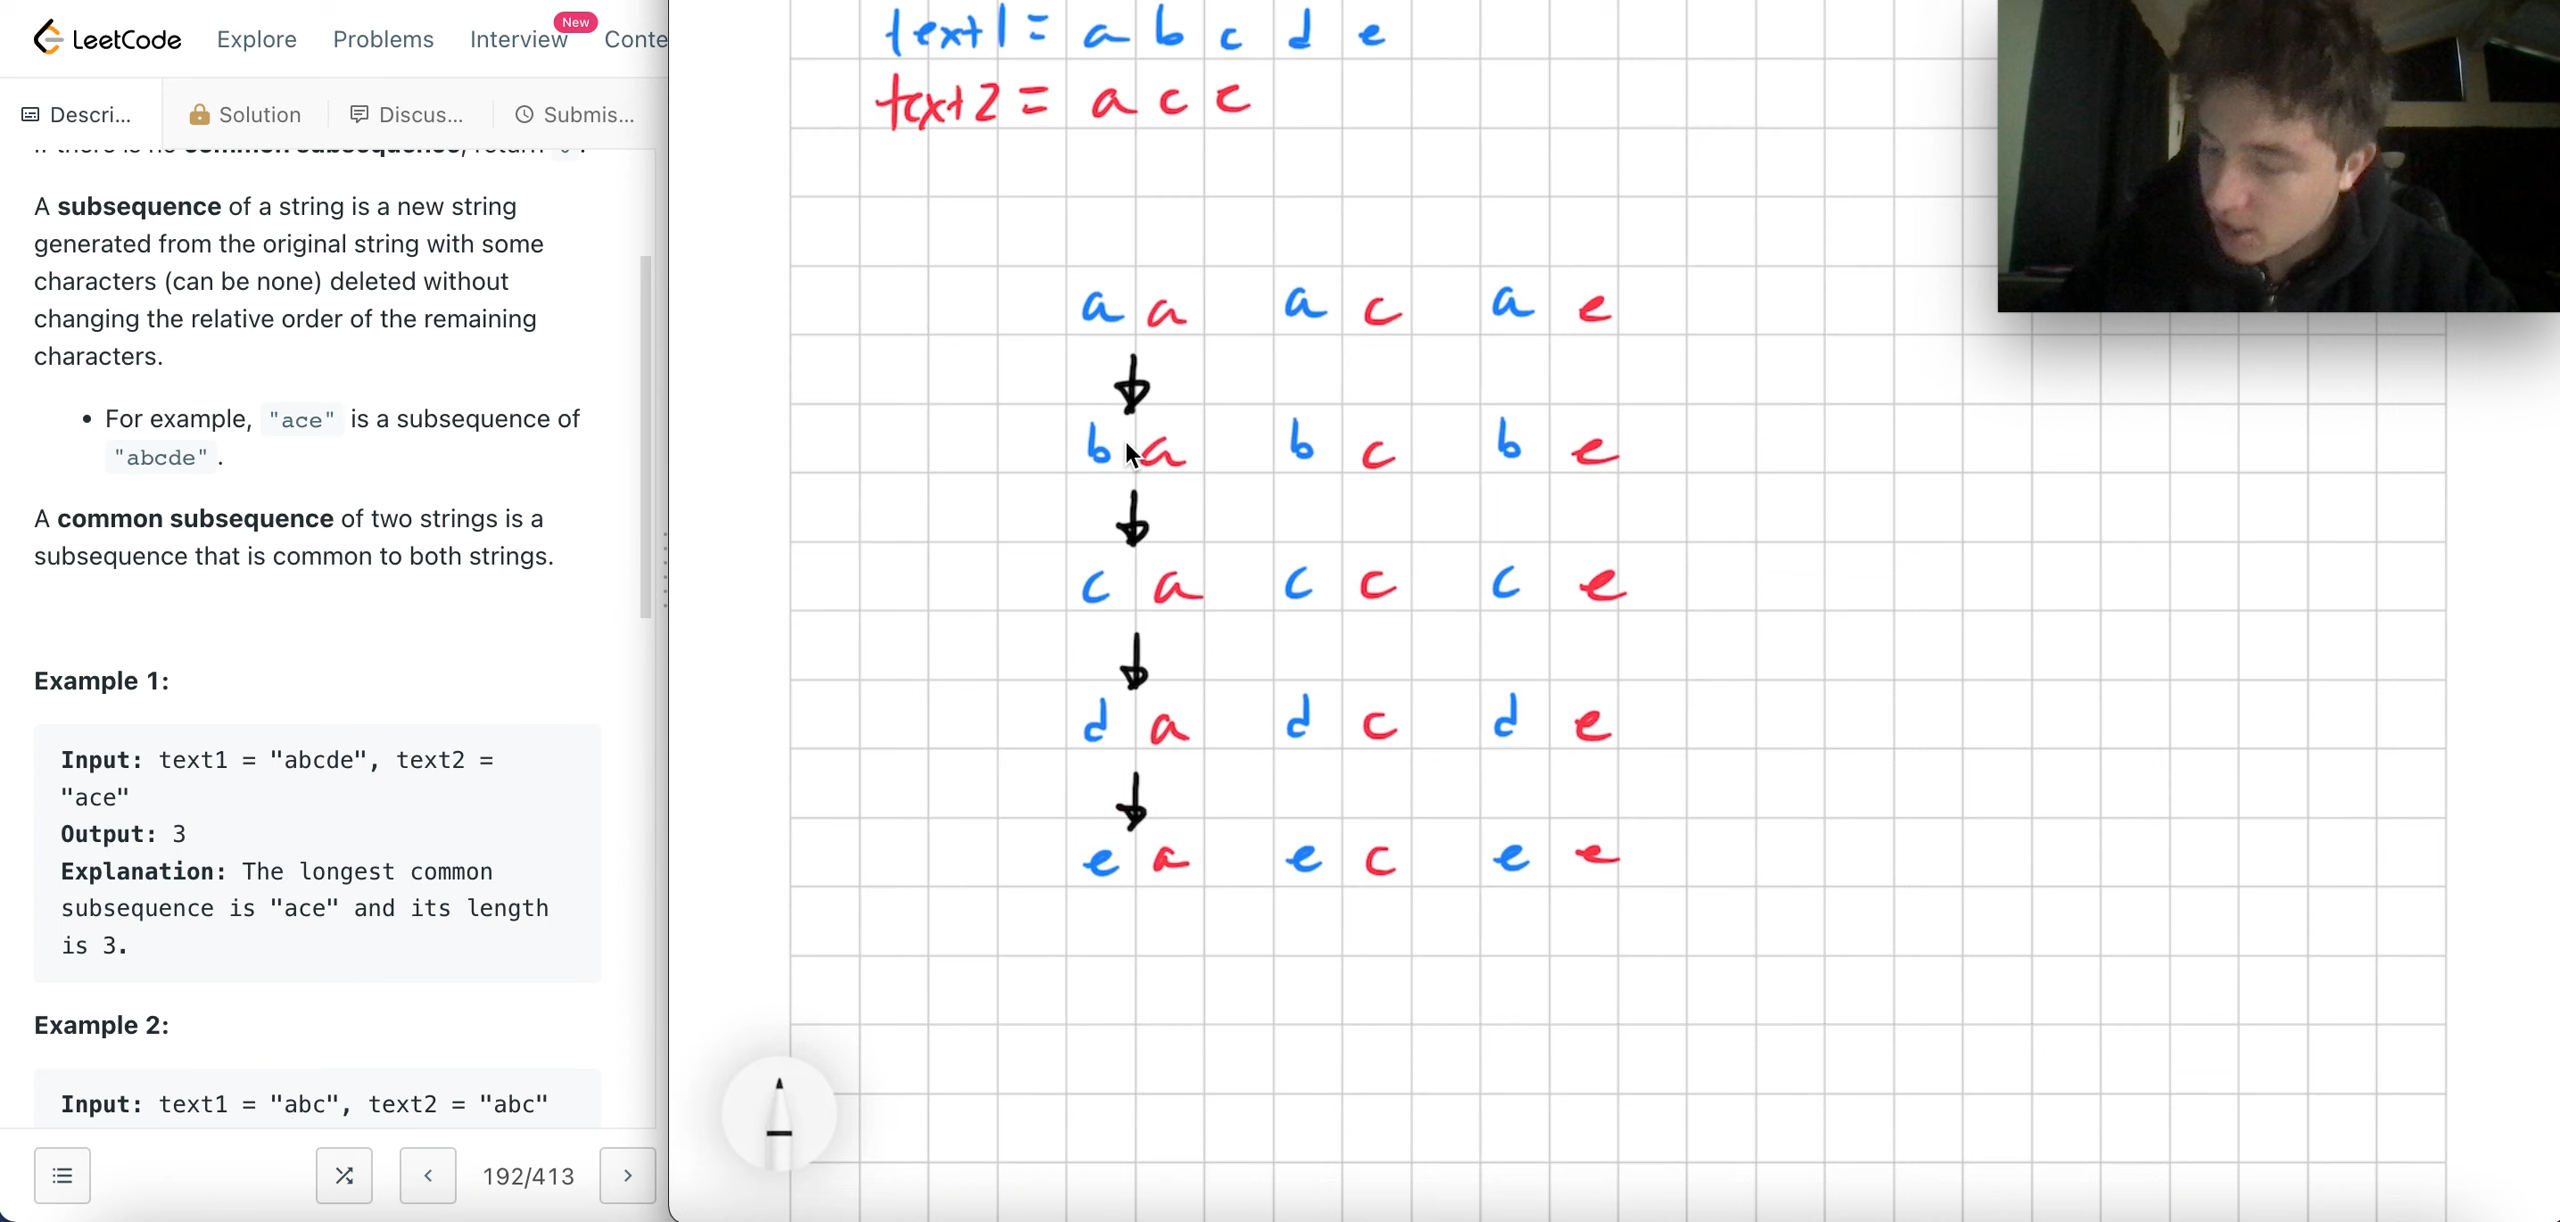 LeetCode Explore Problems Interview New Conte
Descri... Solution Discus... Submis...
A subsequence of a string is a new string
generated from the original string with some
characters (can be none) deleted without
changing the relative order of the remaining
characters.
• For example, "ace" is a subsequence of
"abcde".
A common subsequence of two strings is a
subsequence that is common to both strings.
Example 1:
Input: text1 = "abcde", text2 =
"ace"
Output: 3
Explanation: The longest common
subsequence is "ace" and its length
is 3.
Example 2:
Input: text1 = "abc", text2 = "abc"
192/413
text1 = a b c d e
text2 = a c e
a a a c a e
b a b c b e
c a c c c e
d a d c d e
e a e c e e